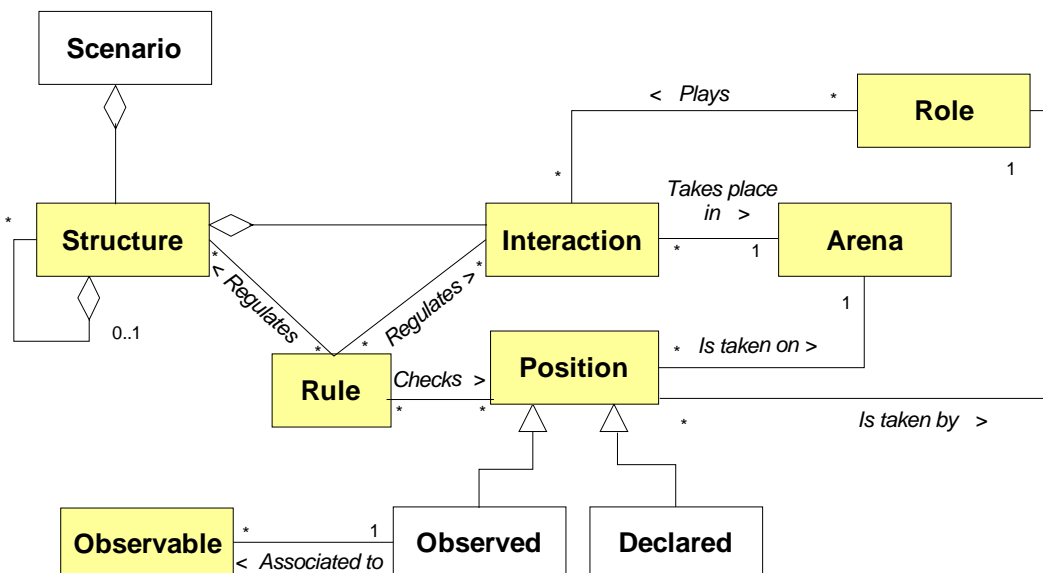 Scenario
< Plays
*
Role
*
1
Takes place
in >
*
Structure
Interaction
*
1
Arena
*
< Regulates
Regulates >
*
0..1
1
*
*
*
Is taken on >
Rule
Checks >
Position
*
*
*
Is taken by >
Observable
*
1
Observed
Declared
< Associated to